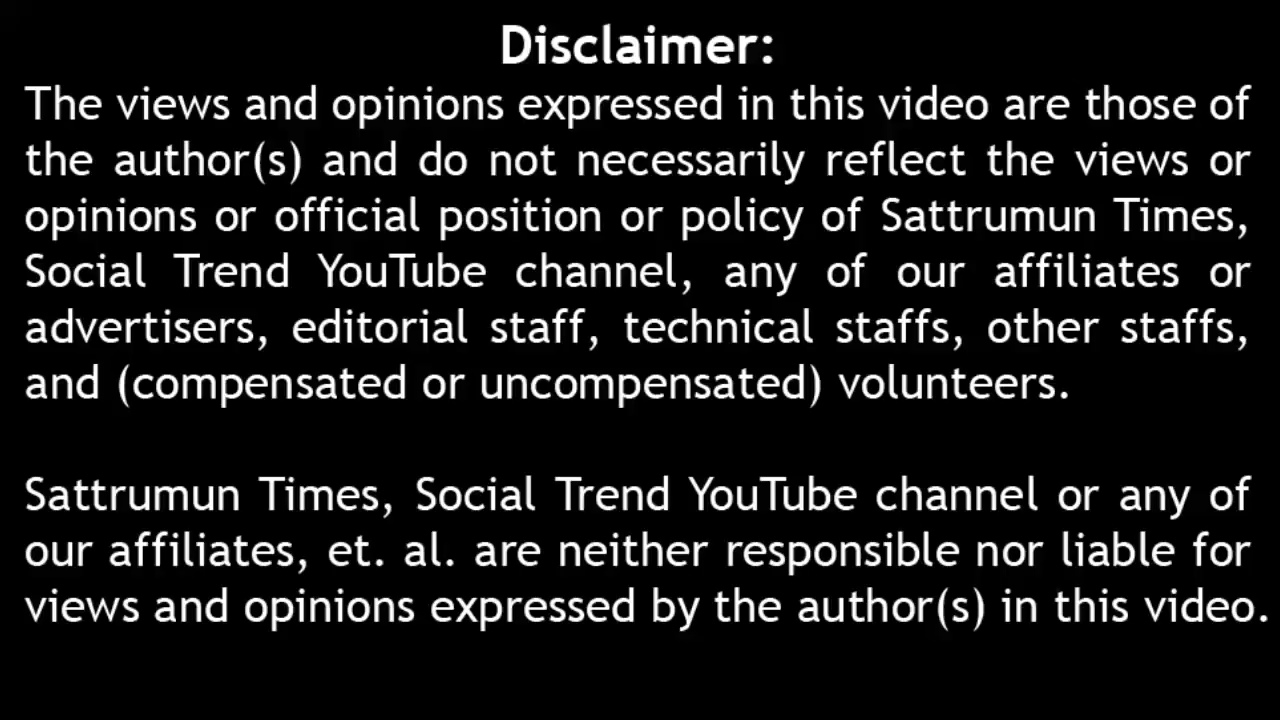 Disclaimer:
The views and opinions expressed in this video are those of
the author(s) and do not necessarily reflect the views or
opinions or official position or policy of Sattrumun Times,
Social Trend YouTube channel, any of our affiliates or
advertisers, editorial staff, technical staffs, other staffs,
and (compensated or uncompensated) volunteers.
Sattrumun Times, Social Trend YouTube channel or any of
our affiliates, et. al. are neither responsible nor liable for
views and opinions expressed by the author(s) in this video.